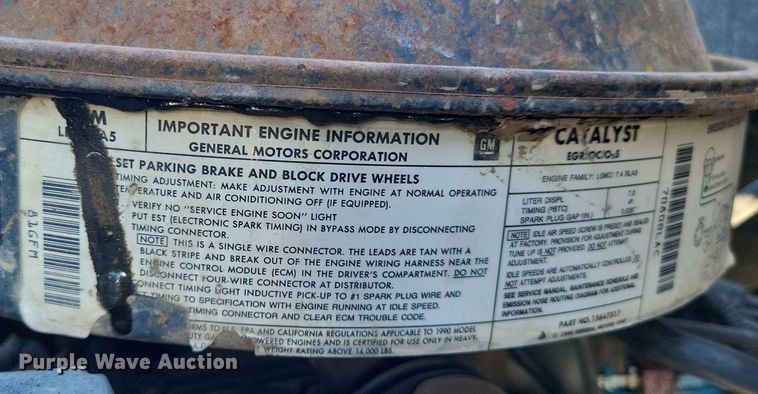 IMPORTANT ENGINE INFORMATION
GENERAL MOTORS CORPORATION
GM
SET PARKING BRAKE AND BLOCK DRIVE WHEELS
TIMING ADJUSTMENT: MAKE ADJUSTMENT WITH ENGINE AT NORMAL OPERATING
TEMPERATURE AND AIR CONDITIONING OFF (IF EQUIPPED).
VERIFY NO "SERVICE ENGINE SOON" LIGHT
PUT EST (ELECTRONIC SPARK TIMING) IN BYPASS MODE BY DISCONNECTING
TIMING CONNECTOR.
NOTE THIS IS A SINGLE WIRE CONNECTOR. THE LEADS ARE TAN WITH A
BLACK STRIPE AND BREAK OUT OF THE ENGINE WIRING HARNESS NEAR THE
ENGINE CONTROL MODULE (ECM) IN THE DRIVER'S COMPARTMENT. DO NOT
DISCONNECT FOUR-WIRE CONNECTOR AT DISTRIBUTOR.
CONNECT TIMING LIGHT INDUCTIVE PICK-UP TO #1 SPARK PLUG WIRE AND
TIMING TO SPECIFICATION WITH ENGINE RUNNING AT IDLE SPEED.
TIMING CONNECTOR AND CLEAR ECM TROUBLE CODE.
TO U.S. EPA AND CALIFORNIA REGULATIONS APPLICABLE TO 1990 MODEL
POWERED ENGINES AND IS CERTIFIED FOR USE ONLY IN HEAVY
WEIGHT RATING ABOVE 14,000 LBS.
CATALYST
ENGINE FAMILY:
LITER DISPL
TIMING (°BTC)
SPARK PLUG GAP (IN.)
NOTE IDLE AIR SPEED SCREW IS PRESET AND SEALED
AT FACTORY. PROVISION FOR ADJUSTMENT DURING
TUNE UP IS NOT PROVIDED. DO NOT ATTEMPT
ADJUSTMENT.
IDLE SPEEDS ARE AUTOMATICALLY CONTROLLED. DO
NOT ATTEMPT ADJUSTMENTS.
SEE SERVICE MANUAL, MAINTENANCE SCHEDULE AND
EMISSION HOSE ROUTING DIAGRAM FOR ADDITIONAL
INFORMATION.
PART NO.
Purple Wave Auction